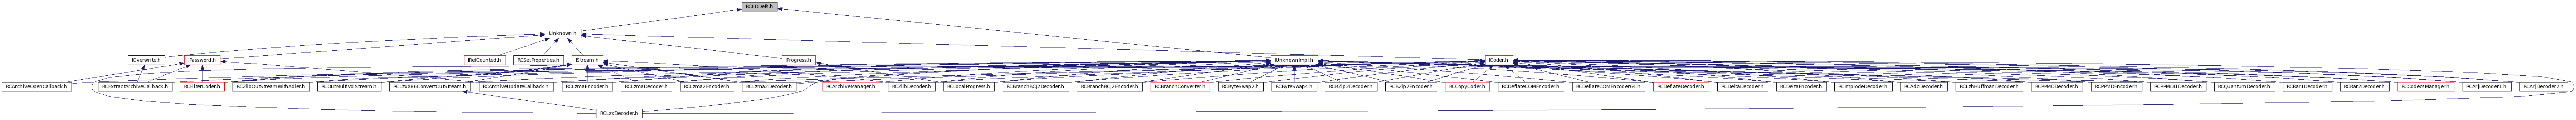 RCIIDDefs.h
IUnknown.h
IOverwrite.h
IPassword.h
IRefCounted.h
RCSetProperties.h
IStream.h
IProgress.h
IUnknownImpl.h
ICoder.h
RCArchiveOpenCallback.h
RCExtractArchiveCallback.h
RCFilterCoder.h
RCZlibOutStreamWithAdler.h
RCOutMultiVolStream.h
RCLzxX86ConvertOutStream.h
RCArchiveUpdateCallback.h
RCLzmaEncoder.h
RCLzmaDecoder.h
RCLzma2Encoder.h
RCLzma2Decoder.h
RCArchiveManager.h
RCZlibDecoder.h
RCLocalProgress.h
RCBranchBCJ2Decoder.h
RCBranchBCJ2Encoder.h
RCBranchConverter.h
RCByteSwap2.h
RCByteSwap4.h
RCBZip2Decoder.h
RCBZip2Encoder.h
RCCopyCoder.h
RCDeflateCOMEncoder.h
RCDeflateCOMEncoder64.h
RCDeflateDecoder.h
RCDeltaDecoder.h
RCDeltaEncoder.h
RCImplodeDecoder.h
RCAdcDecoder.h
RCLzhHuffmanDecoder.h
RCPPMDDecoder.h
RCPPMDEncoder.h
RCPPMD1Decoder.h
RCQuantumDecoder.h
RCRar1Decoder.h
RCRar2Decoder.h
RCCodecsManager.h
RCArjDecoder1.h
RCArjDecoder2.h
RCLzxDecoder.h